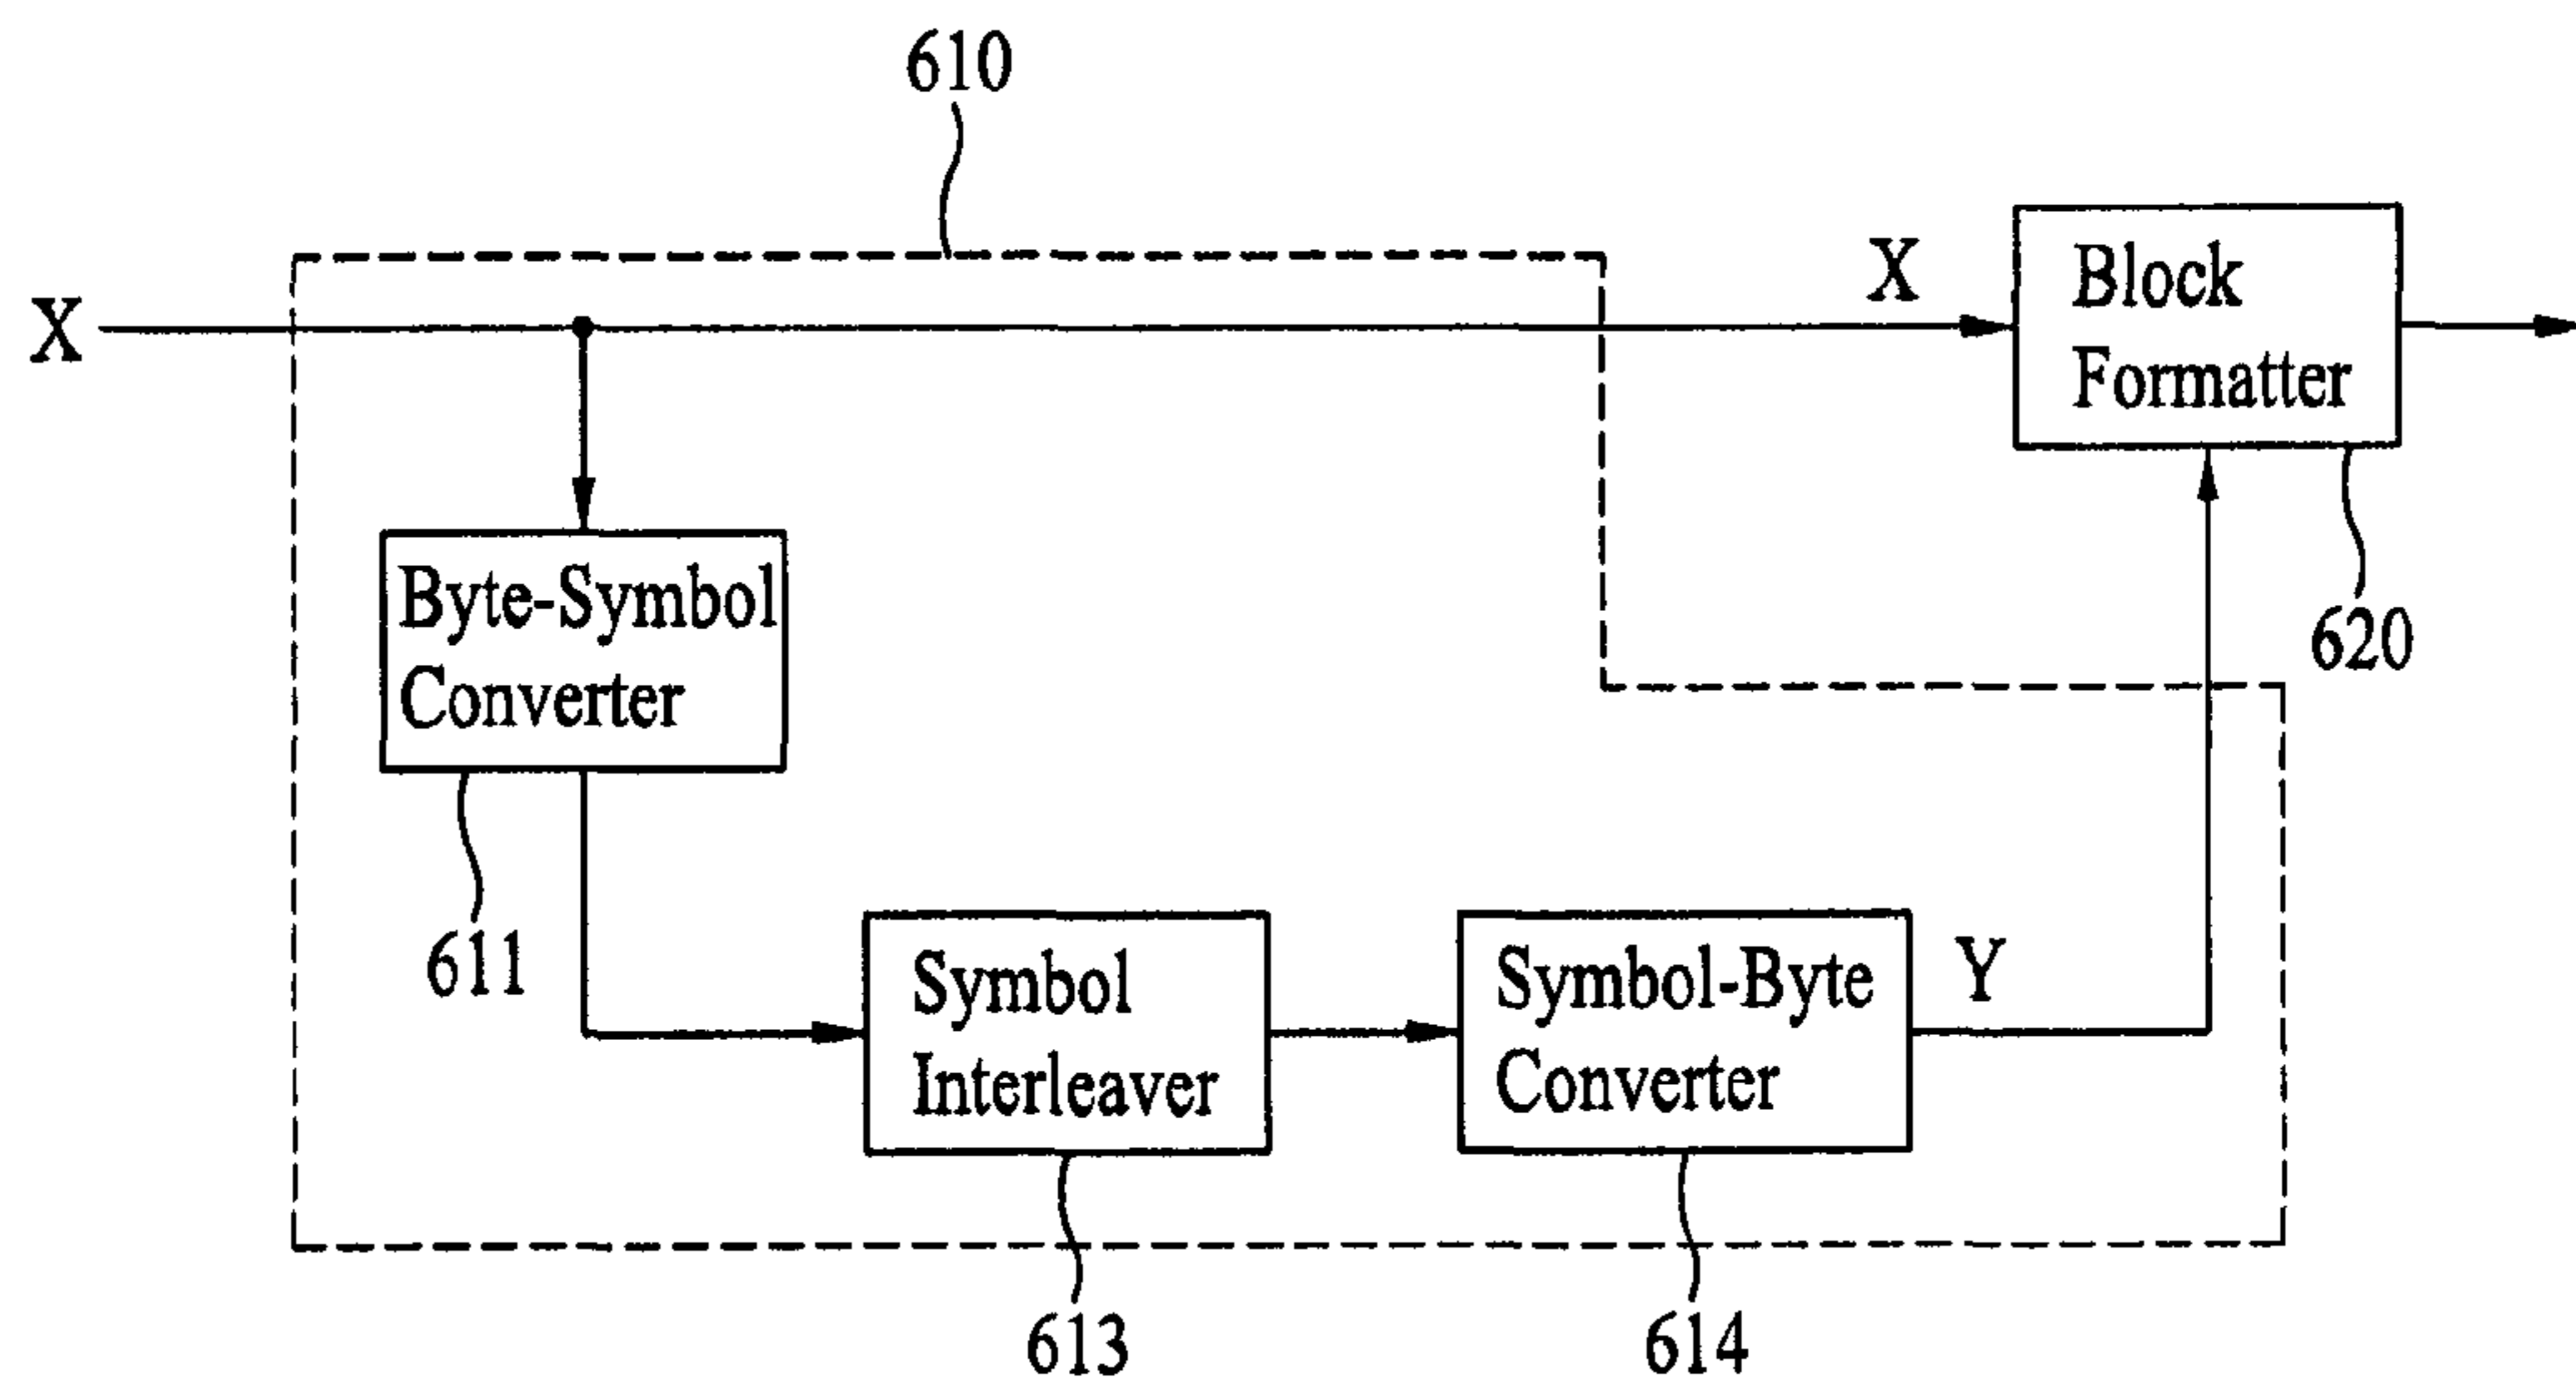 610
X
X
Block
Formatter
Byte-Symbol
Converter
620
611
Symbol
Interleaver
Symbol-Byte
Converter
Y
613
614